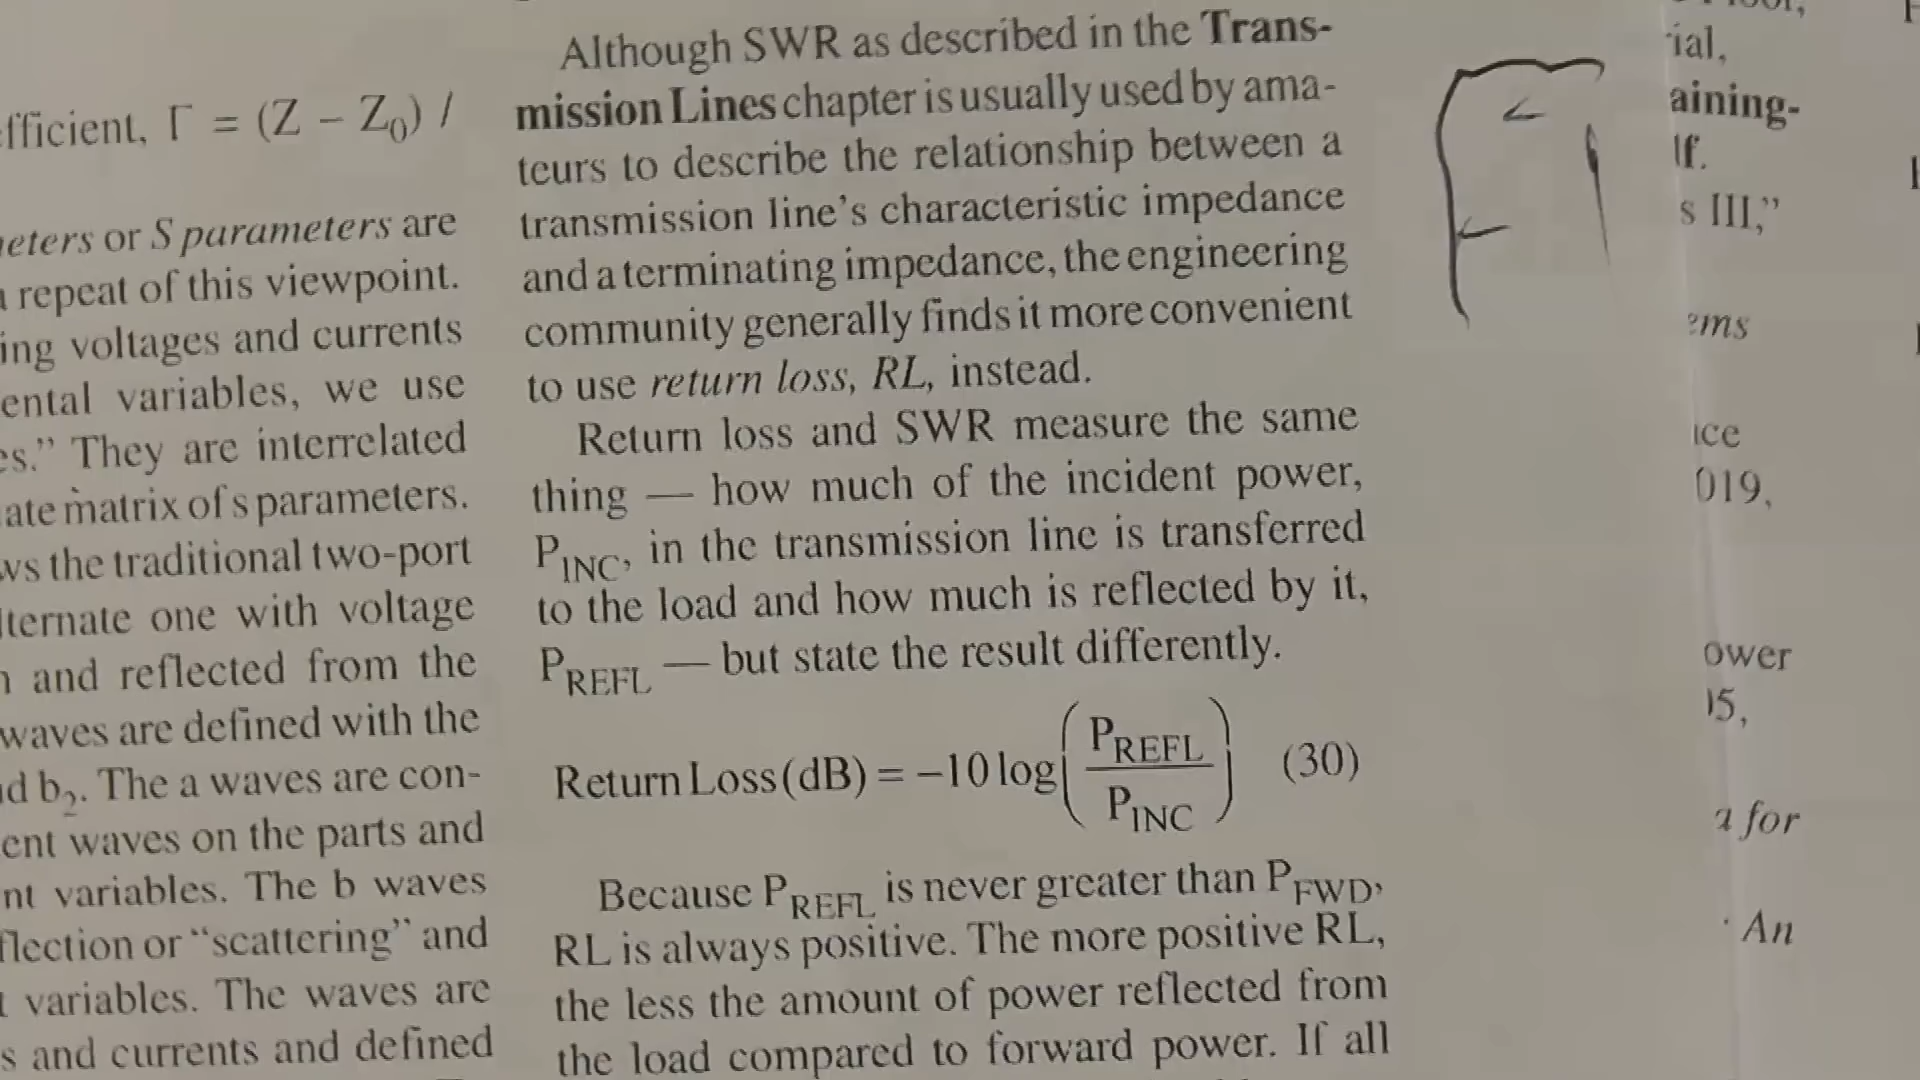 efficient, Γ = (Z − Z0) /
meters or S parameters are
repeat of this viewpoint.
ing voltages and currents
ental variables, we use
es.” They are interrelated
ate matrix of s parameters.
ws the traditional two-port
lternate one with voltage
and reflected from the
waves are defined with the
d b2. The a waves are con-
ent waves on the parts and
nt variables. The b waves
flection or “scattering” and
t variables. The waves are
s and currents and defined
Although SWR as described in the Trans-
mission Lines chapter is usually used by ama-
teurs to describe the relationship between a
transmission line’s characteristic impedance
and a terminating impedance, the engineering
community generally finds it more convenient
to use return loss, RL, instead.
Return loss and SWR measure the same
thing — how much of the incident power,
PINC, in the transmission line is transferred
to the load and how much is reflected by it,
PREFL — but state the result differently.
Return Loss (dB) = −10 log(PREFL / PINC) (30)
Because PREFL is never greater than PFWD,
RL is always positive. The more positive RL,
the less the amount of power reflected from
the load compared to forward power. If all
ial,
aining-
lf.
s III,”
ems
ice
019,
ower
05,
a for
An